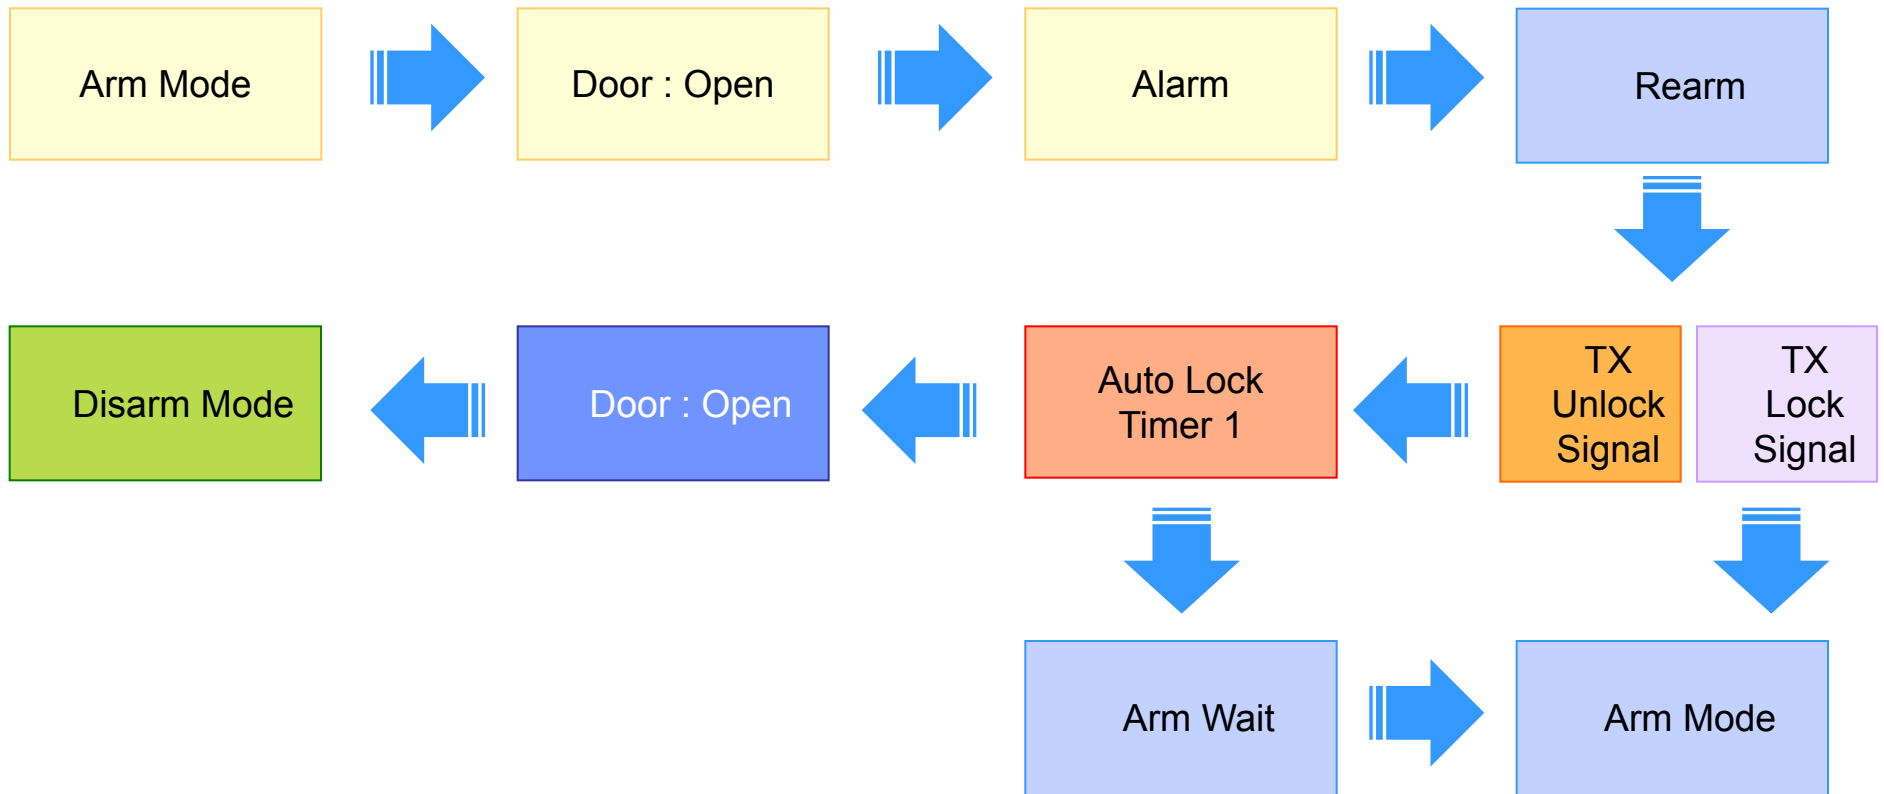 Arm Mode
Door : Open
Alarm
Rearm
Disarm Mode
Door : Open
Auto Lock
Timer 1
TX
Unlock
Signal
TX
Lock
Signal
Arm Wait
Arm Mode